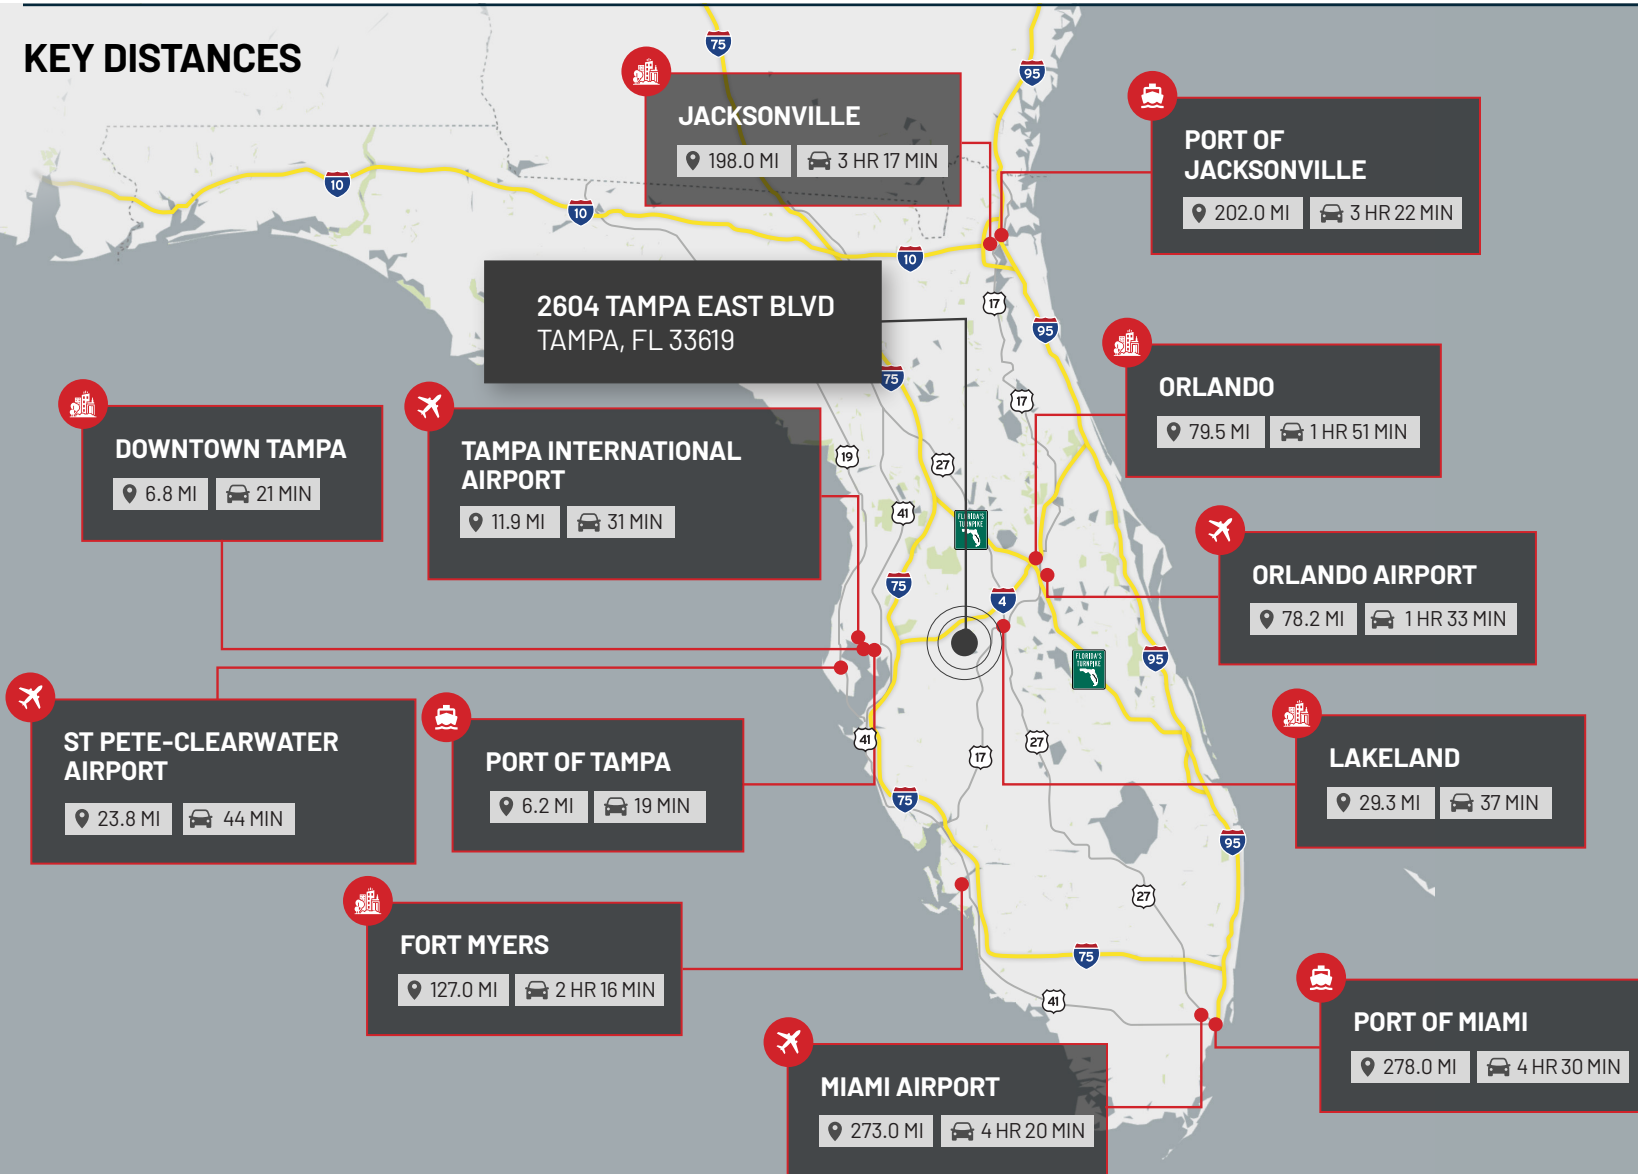 KEY DISTANCES
75
95
JACKSONVILLE
198.0 MI
3 HR 17 MIN
PORT OF
JACKSONVILLE
202.0 MI
3 HR 22 MIN
10
10
10
17
95
2604 TAMPA EAST BLVD
TAMPA, FL 33619
75
17
ORLANDO
79.5 MI
1 HR 51 MIN
DOWNTOWN TAMPA
6.8 MI
21 MIN
TAMPA INTERNATIONAL
AIRPORT
11.9 MI
31 MIN
19
27
41
FLORIDA'S
TURNPIKE
75
4
ORLANDO AIRPORT
78.2 MI
1 HR 33 MIN
FLORIDA'S
TURNPIKE
95
ST PETE-CLEARWATER
AIRPORT
23.8 MI
44 MIN
PORT OF TAMPA
6.2 MI
19 MIN
41
17
27
75
LAKELAND
29.3 MI
37 MIN
95
27
FORT MYERS
127.0 MI
2 HR 16 MIN
75
41
PORT OF MIAMI
278.0 MI
4 HR 30 MIN
MIAMI AIRPORT
273.0 MI
4 HR 20 MIN